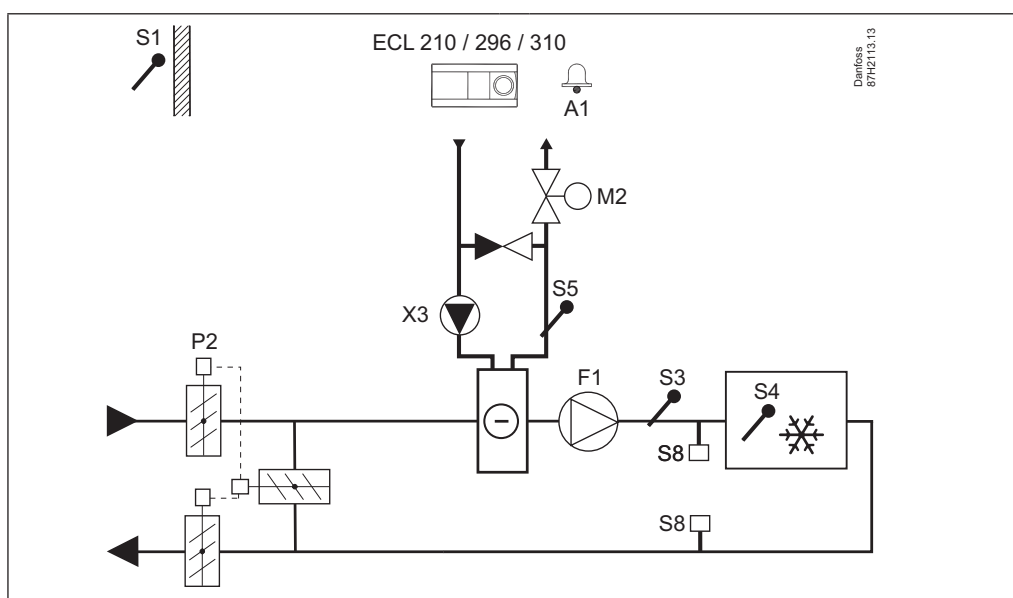 S1
ECL 210 / 296 / 310
A1
Danfoss
87H2113.13
M2
S5
X3
P2
F1
S3
S4
S8
S8